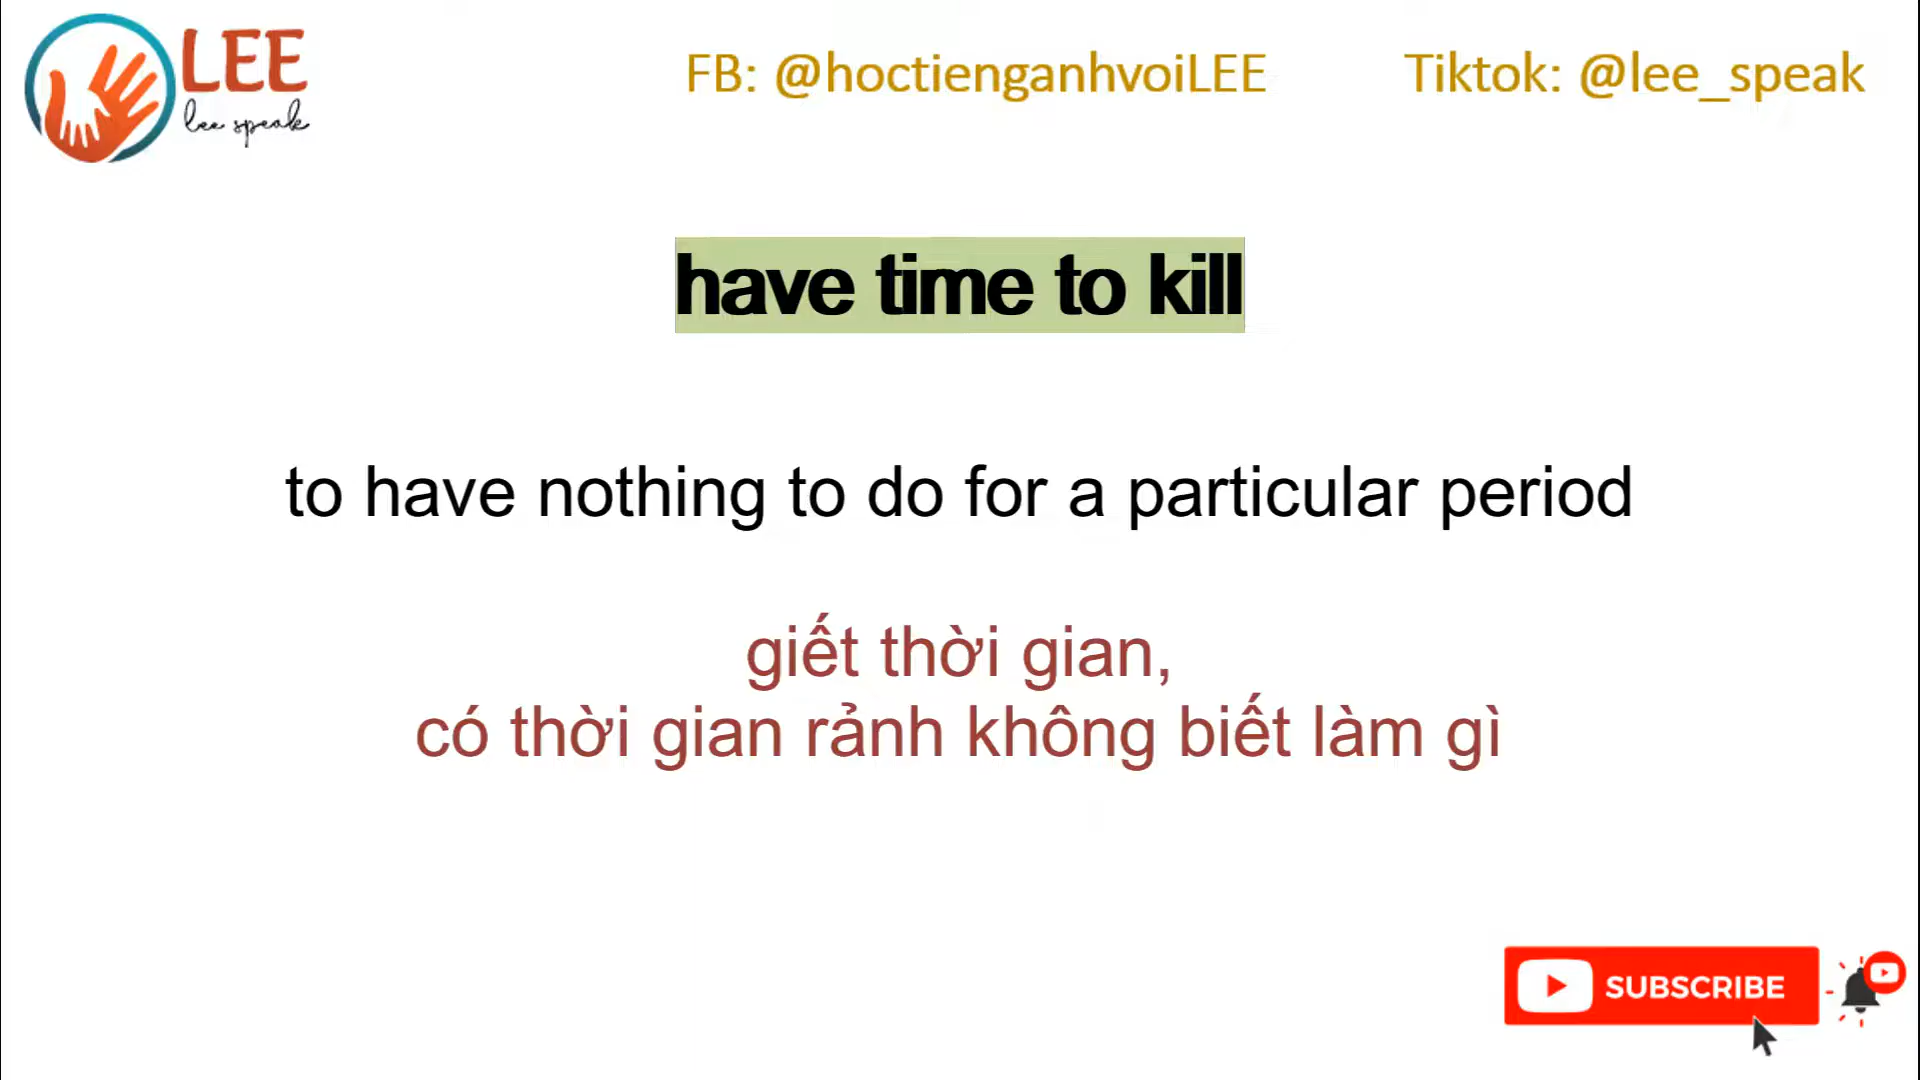 LEE
lee speak
FB: @hoctienganhvoiLEE
Tiktok: @lee_speak
have time to kill
to have nothing to do for a particular period
giết thời gian,
có thời gian rảnh không biết làm gì
SUBSCRIBE